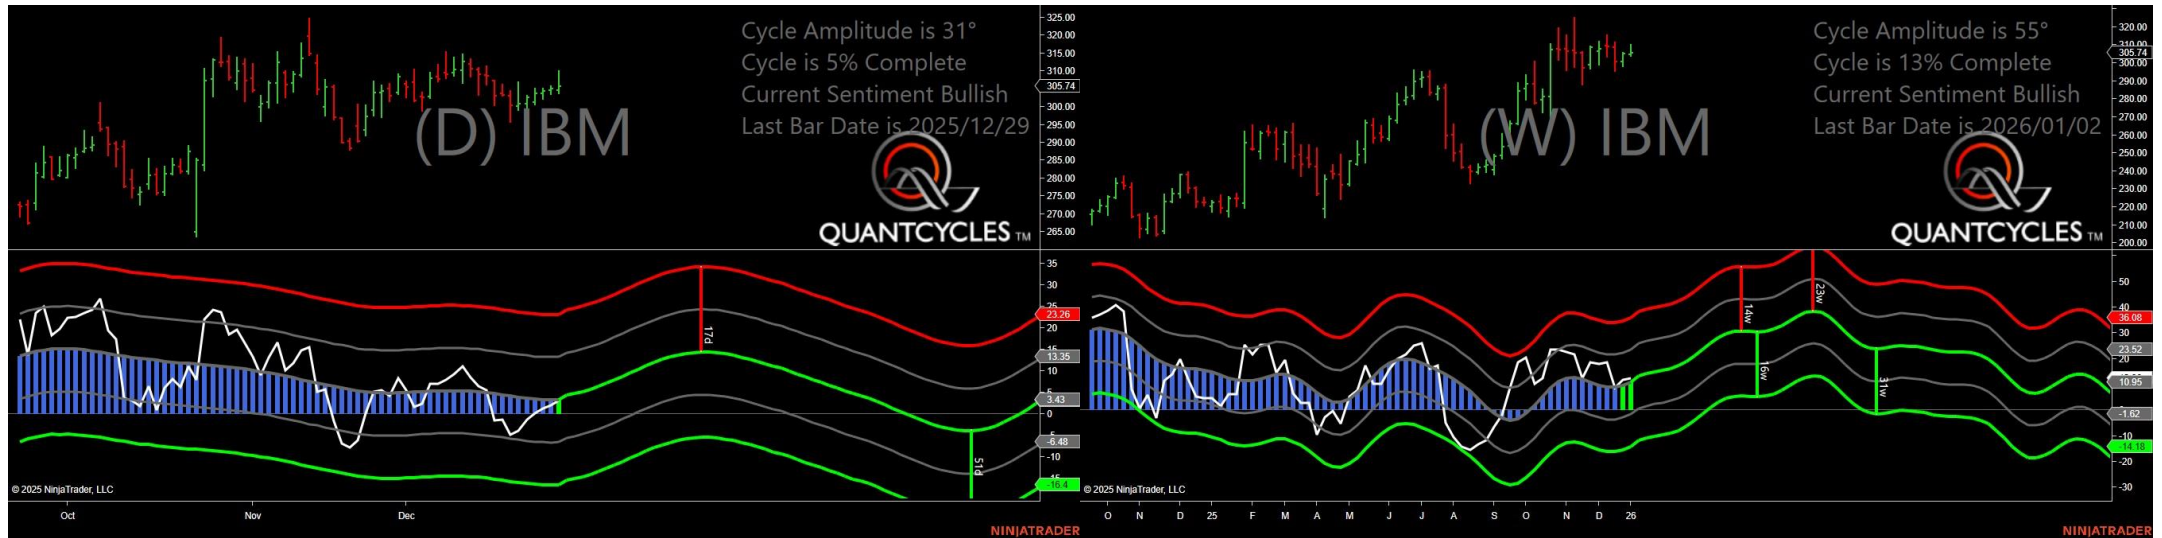 Cycle Amplitude is 31°
Cycle is 5% Complete
Current Sentiment Bullish
Last Bar Date is 2025/12/29
(D) IBM
QUANTCYCLES TM
325.00
320.00
315.00
310.00
305.74
300.00
295.00
290.00
285.00
280.00
275.00
270.00
265.00
35
30
25
23.26
20
15
13.35
10
5
3.43
0
-5
-6.48
-10
-15
-16.4
17d
51d
© 2025 NinjaTrader, LLC
Oct Nov Dec
NINJATRADER
Cycle Amplitude is 55°
Cycle is 13% Complete
Current Sentiment Bullish
Last Bar Date is 2026/01/02
(W) IBM
QUANTCYCLES TM
320.00
310.00
305.74
300.00
290.00
280.00
270.00
260.00
250.00
240.00
230.00
220.00
210.00
200.00
50
40
36.08
30
23.52
20
10.95
-1.62
-10
-14.18
-20
-30
14w
16w
23w
31w
© 2025 NinjaTrader, LLC
O N D 25 F M A M J J A S O N D 26
NINJATRADER